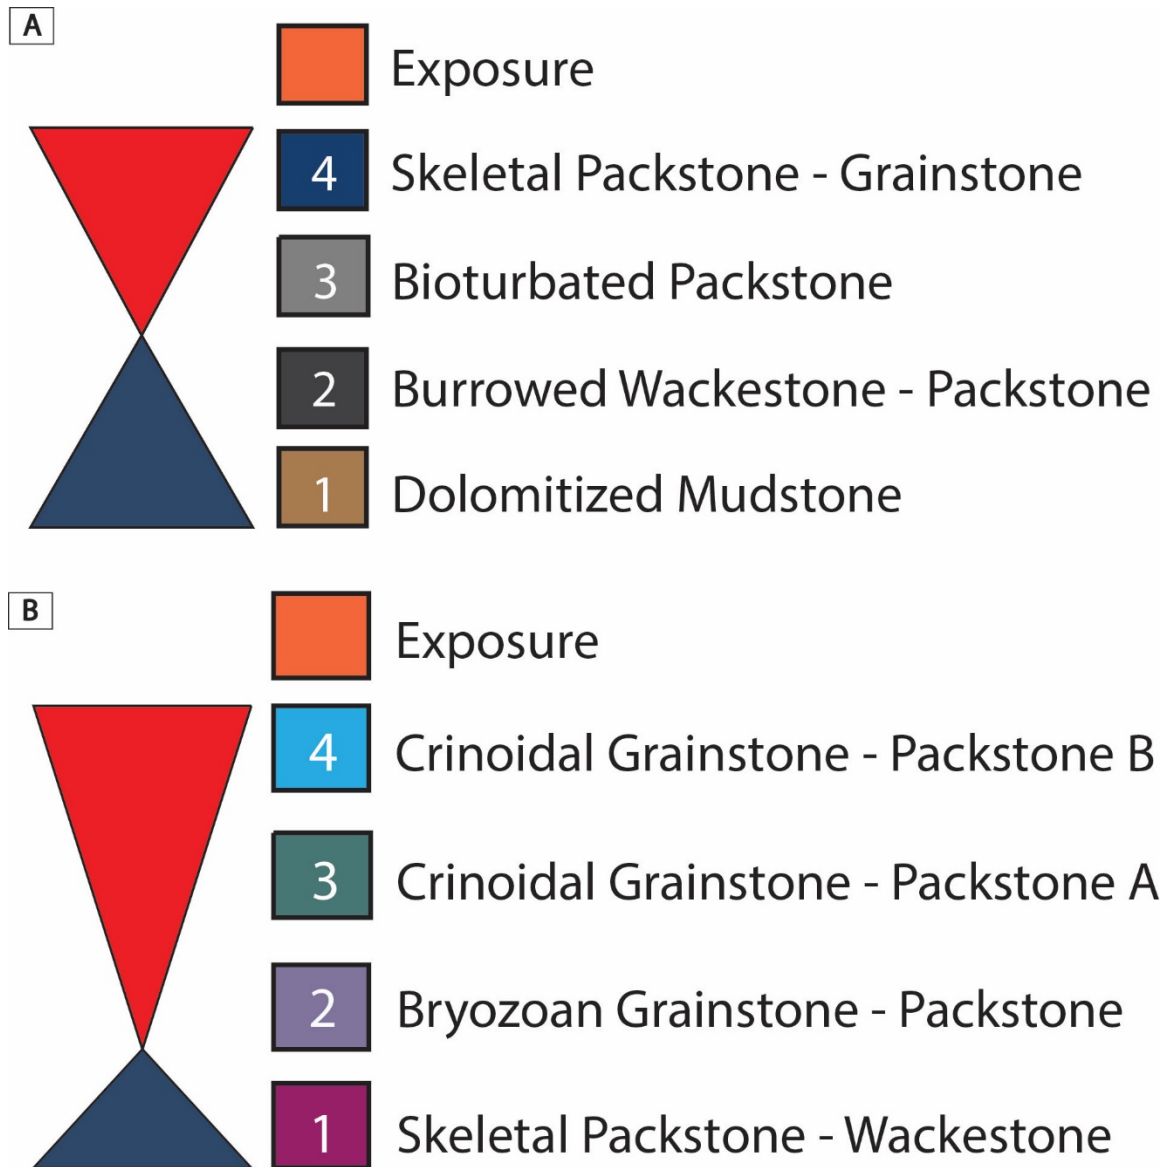 A
Exposure
4 Skeletal Packstone - Grainstone
3 Bioturbated Packstone
2 Burrowed Wackestone - Packstone
1 Dolomitized Mudstone
B
Exposure
4 Crinoidal Grainstone - Packstone B
3 Crinoidal Grainstone - Packstone A
2 Bryozoan Grainstone - Packstone
1 Skeletal Packstone - Wackestone